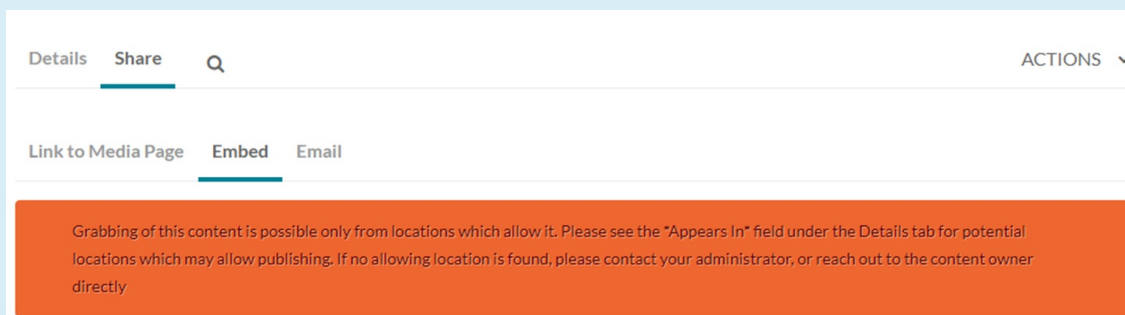 Details Share ACTIONS
Link to Media Page Embed Email
Grabbing of this content is possible only from locations which allow it. Please see the "Appears In" field under the Details tab for potential
locations which may allow publishing. If no allowing location is found, please contact your administrator, or reach out to the content owner
directly